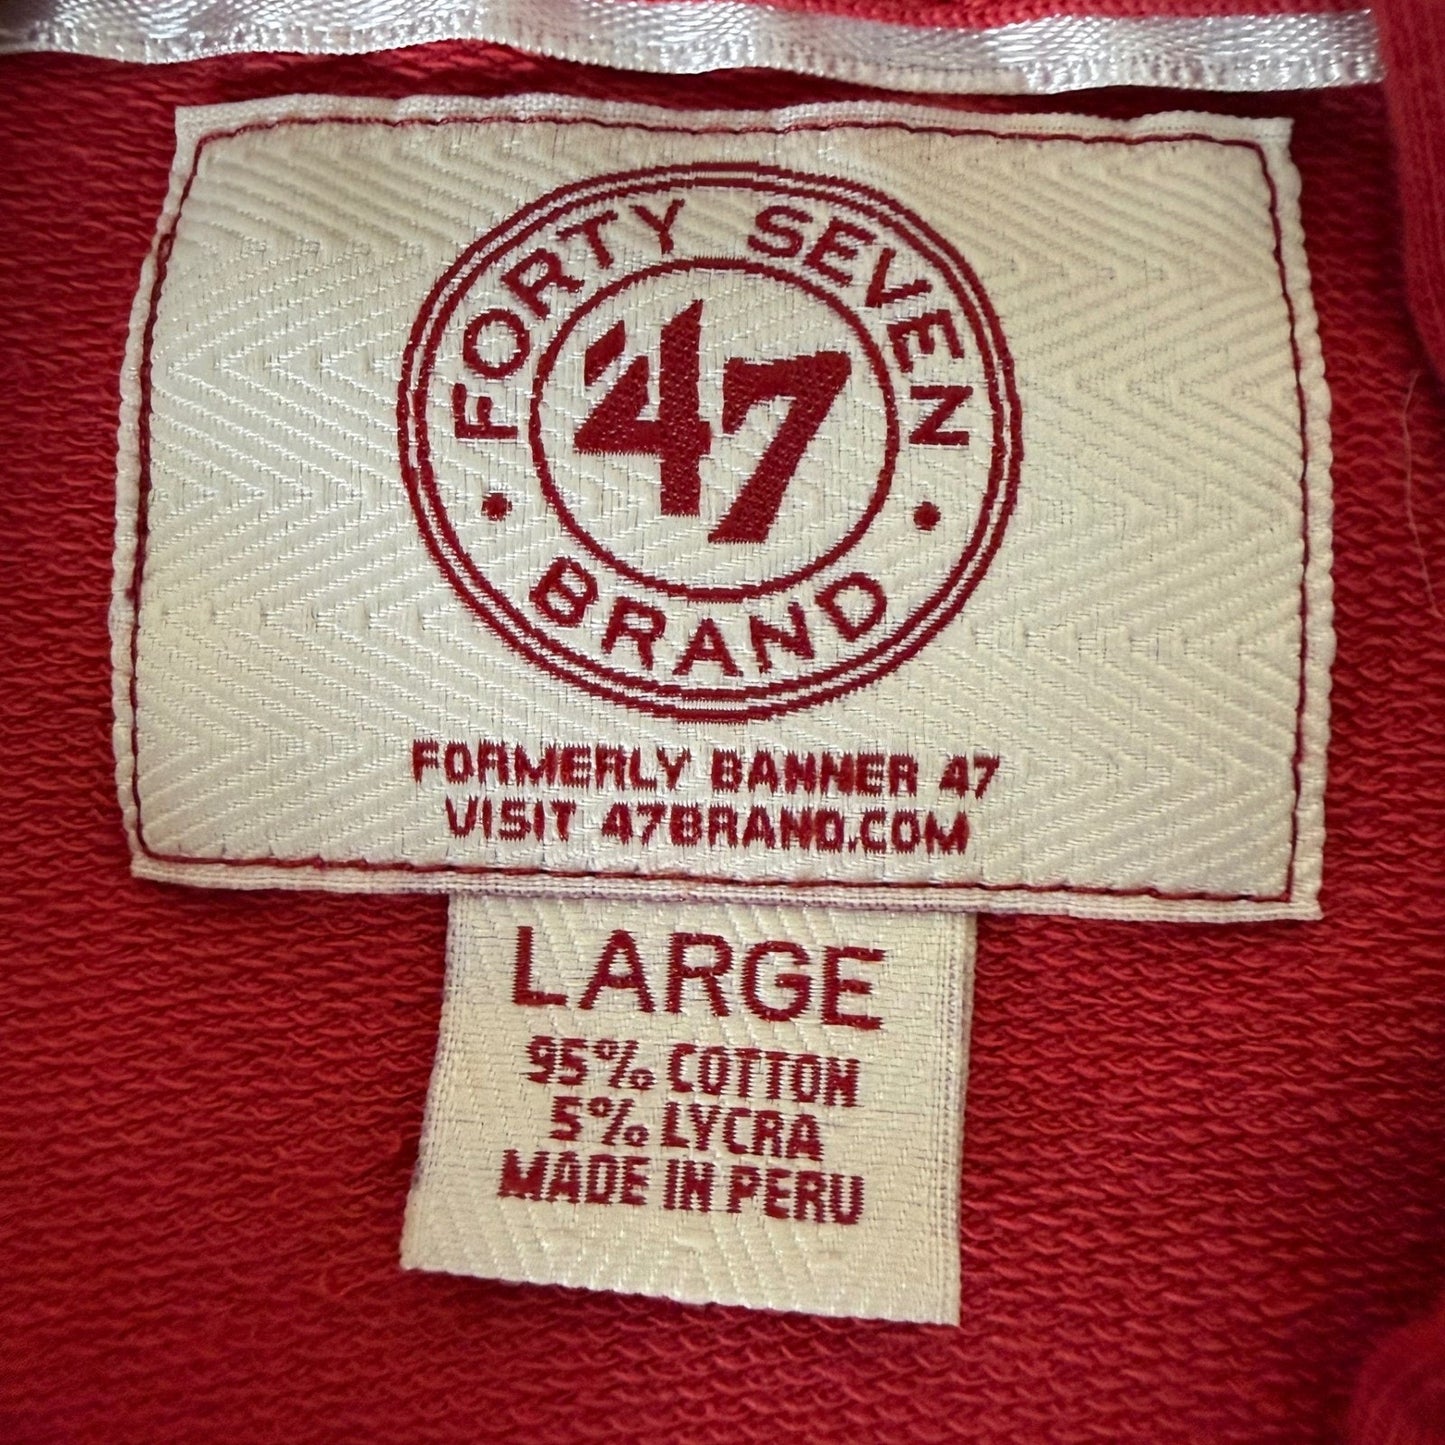 FORTY SEVEN
'47
BRAND
FORMERLY BANNER 47
VISIT 47BRAND.COM
LARGE
95% COTTON
5% LYCRA
MADE IN PERU